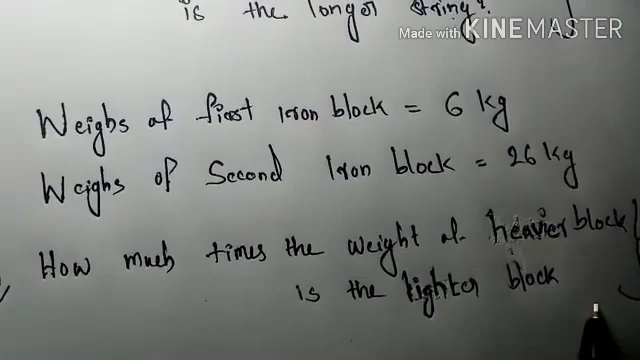 is the longer string?
Made with KINEMASTER
Weighs of first Iron block = 6 kg
Weighs of Second Iron block = 26 kg
How much times the weight of heavier block
is the lighter block